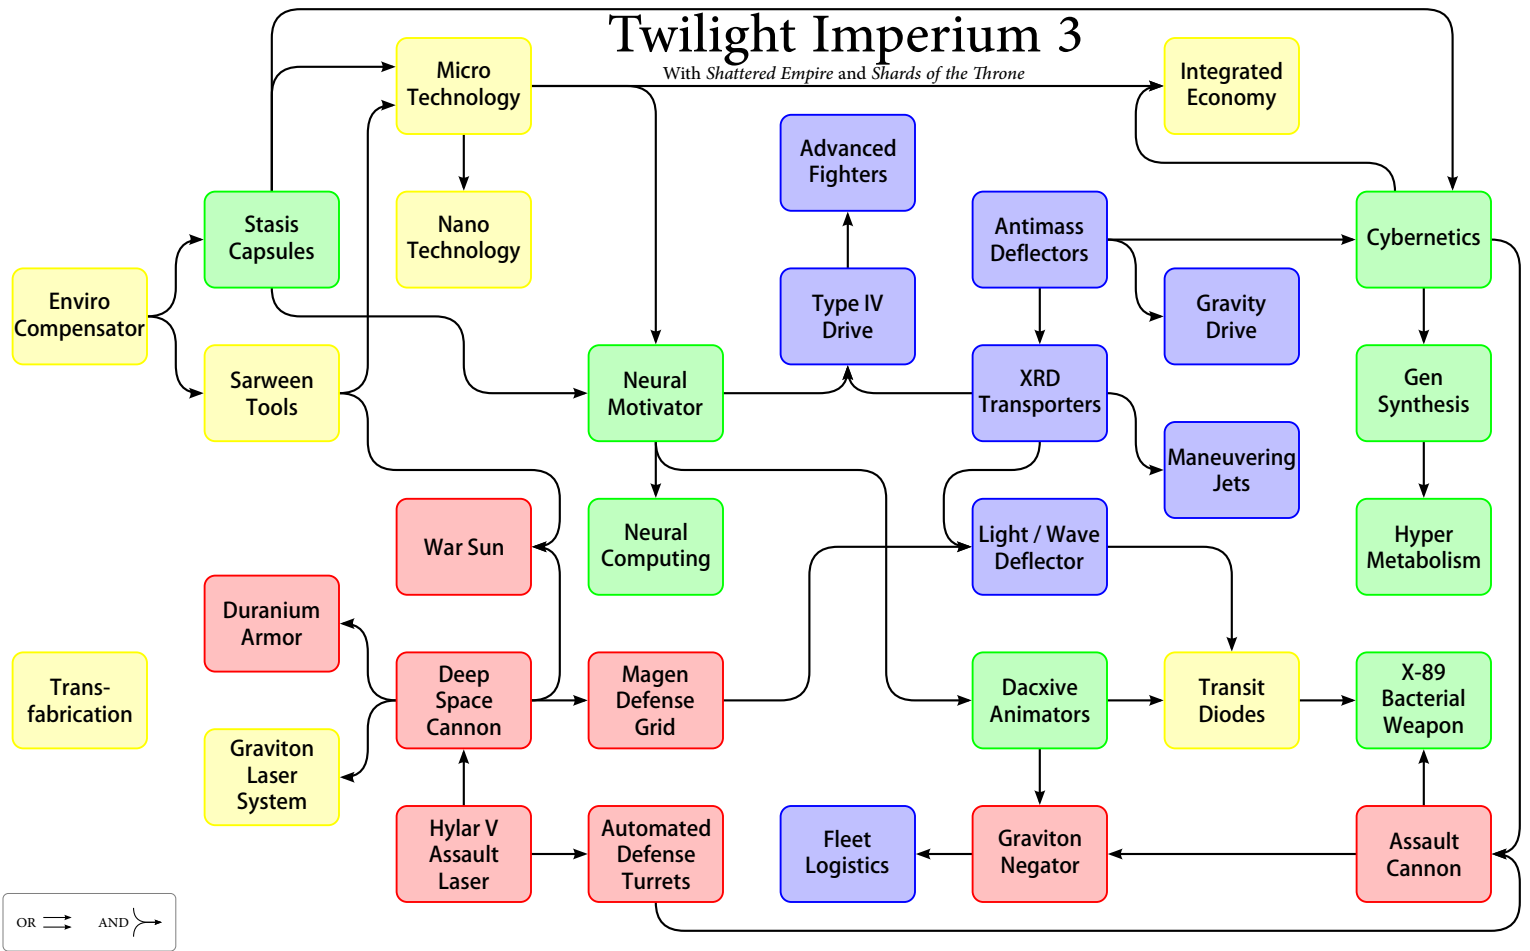 Twilight Imperium 3
With Shattered Empire and Shards of the Throne
Micro
Technology
Integrated
Economy
Advanced
Fighters
Stasis
Capsules
Nano
Technology
Antimass
Deflectors
Cybernetics
Enviro
Compensator
Type IV
Drive
Gravity
Drive
Sarween
Tools
Neural
Motivator
XRD
Transporters
Gen
Synthesis
Maneuvering
Jets
War Sun
Neural
Computing
Light / Wave
Deflector
Hyper
Metabolism
Duranium
Armor
Trans-
fabrication
Deep
Space
Cannon
Magen
Defense
Grid
Dacxive
Animators
Transit
Diodes
X-89
Bacterial
Weapon
Graviton
Laser
System
Hylar V
Assault
Laser
Automated
Defense
Turrets
Fleet
Logistics
Graviton
Negator
Assault
Cannon
OR AND